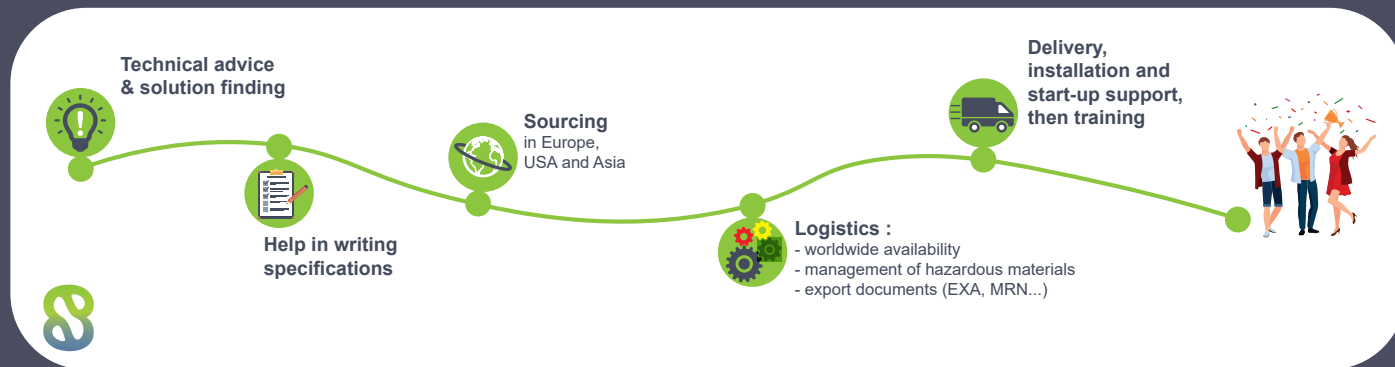 Technical advice
& solution finding
Help in writing
specifications
Sourcing
in Europe,
USA and Asia
Logistics :
- worldwide availability
- management of hazardous materials
- export documents (EXA, MRN...)
Delivery,
installation and
start-up support,
then training